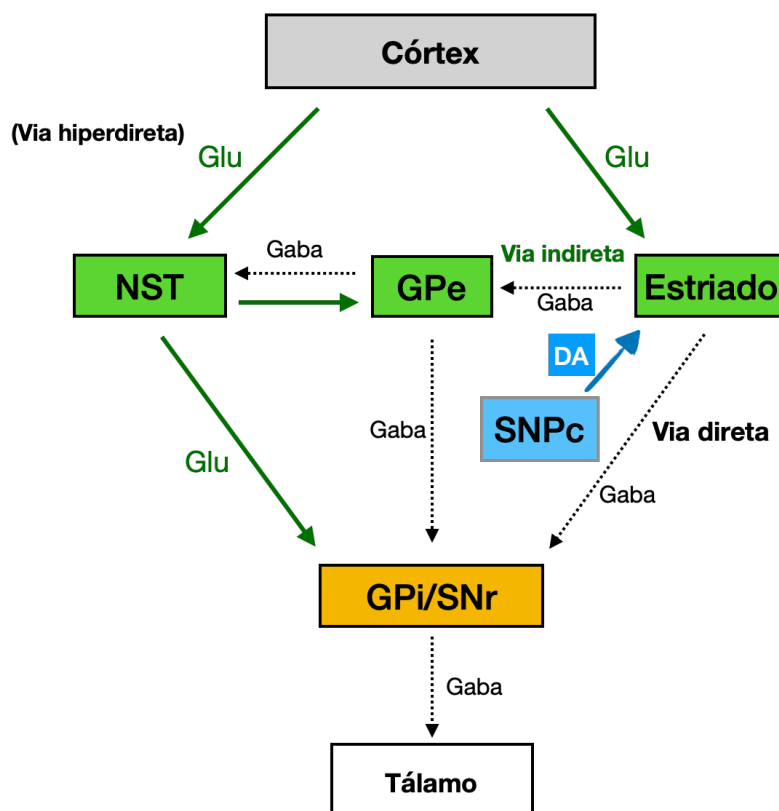 Córtex
(Via hiperdireta)
Glu
Glu
Gaba
Via indireta
NST
GPe
Gaba
Estriado
DA
Gaba
SNPc
Via direta
Glu
Gaba
GPi/SNr
Gaba
Tálamo